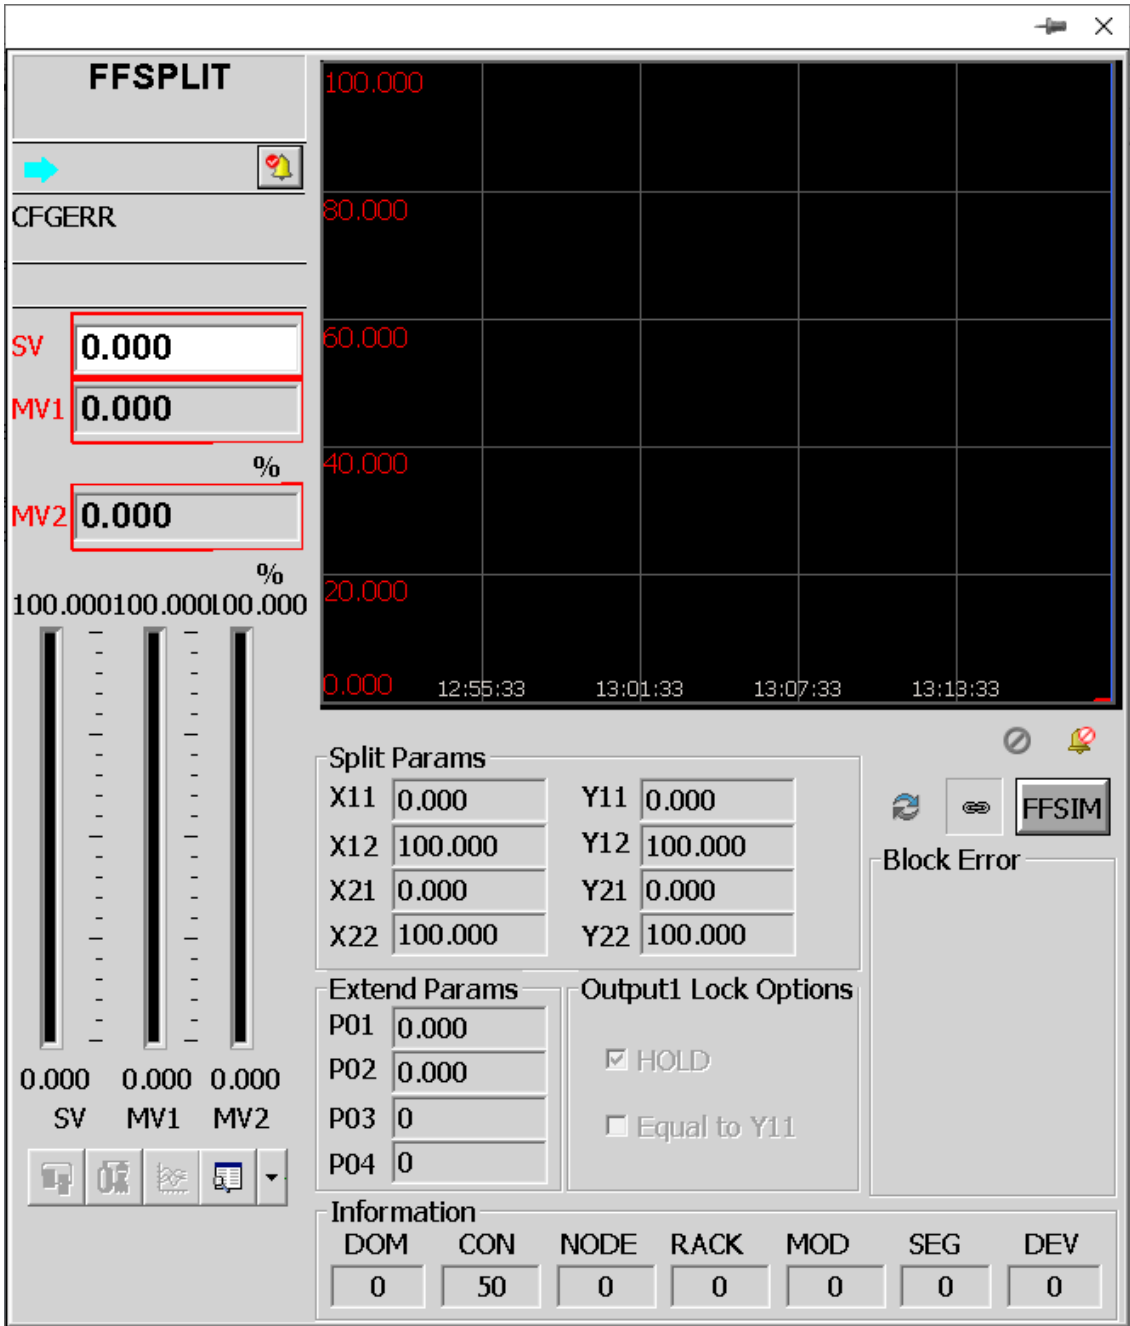 FFSPLIT
CFGERR
SV 0.000
MV1 0.000
%
MV2 0.000
%
100.000 100.000 100.000
0.000 0.000 0.000
SV MV1 MV2
100.000
80.000
60.000
40.000
20.000
0.000 12:55:33 13:01:33 13:07:33 13:13:33
Split Params
X11 0.000 Y11 0.000
X12 100.000 Y12 100.000
X21 0.000 Y21 0.000
X22 100.000 Y22 100.000
FFSIM
Block Error
Extend Params
P01 0.000
P02 0.000
P03 0
P04 0
Output1 Lock Options
HOLD
Equal to Y11
Information
DOM CON NODE RACK MOD SEG DEV
0 50 0 0 0 0 0